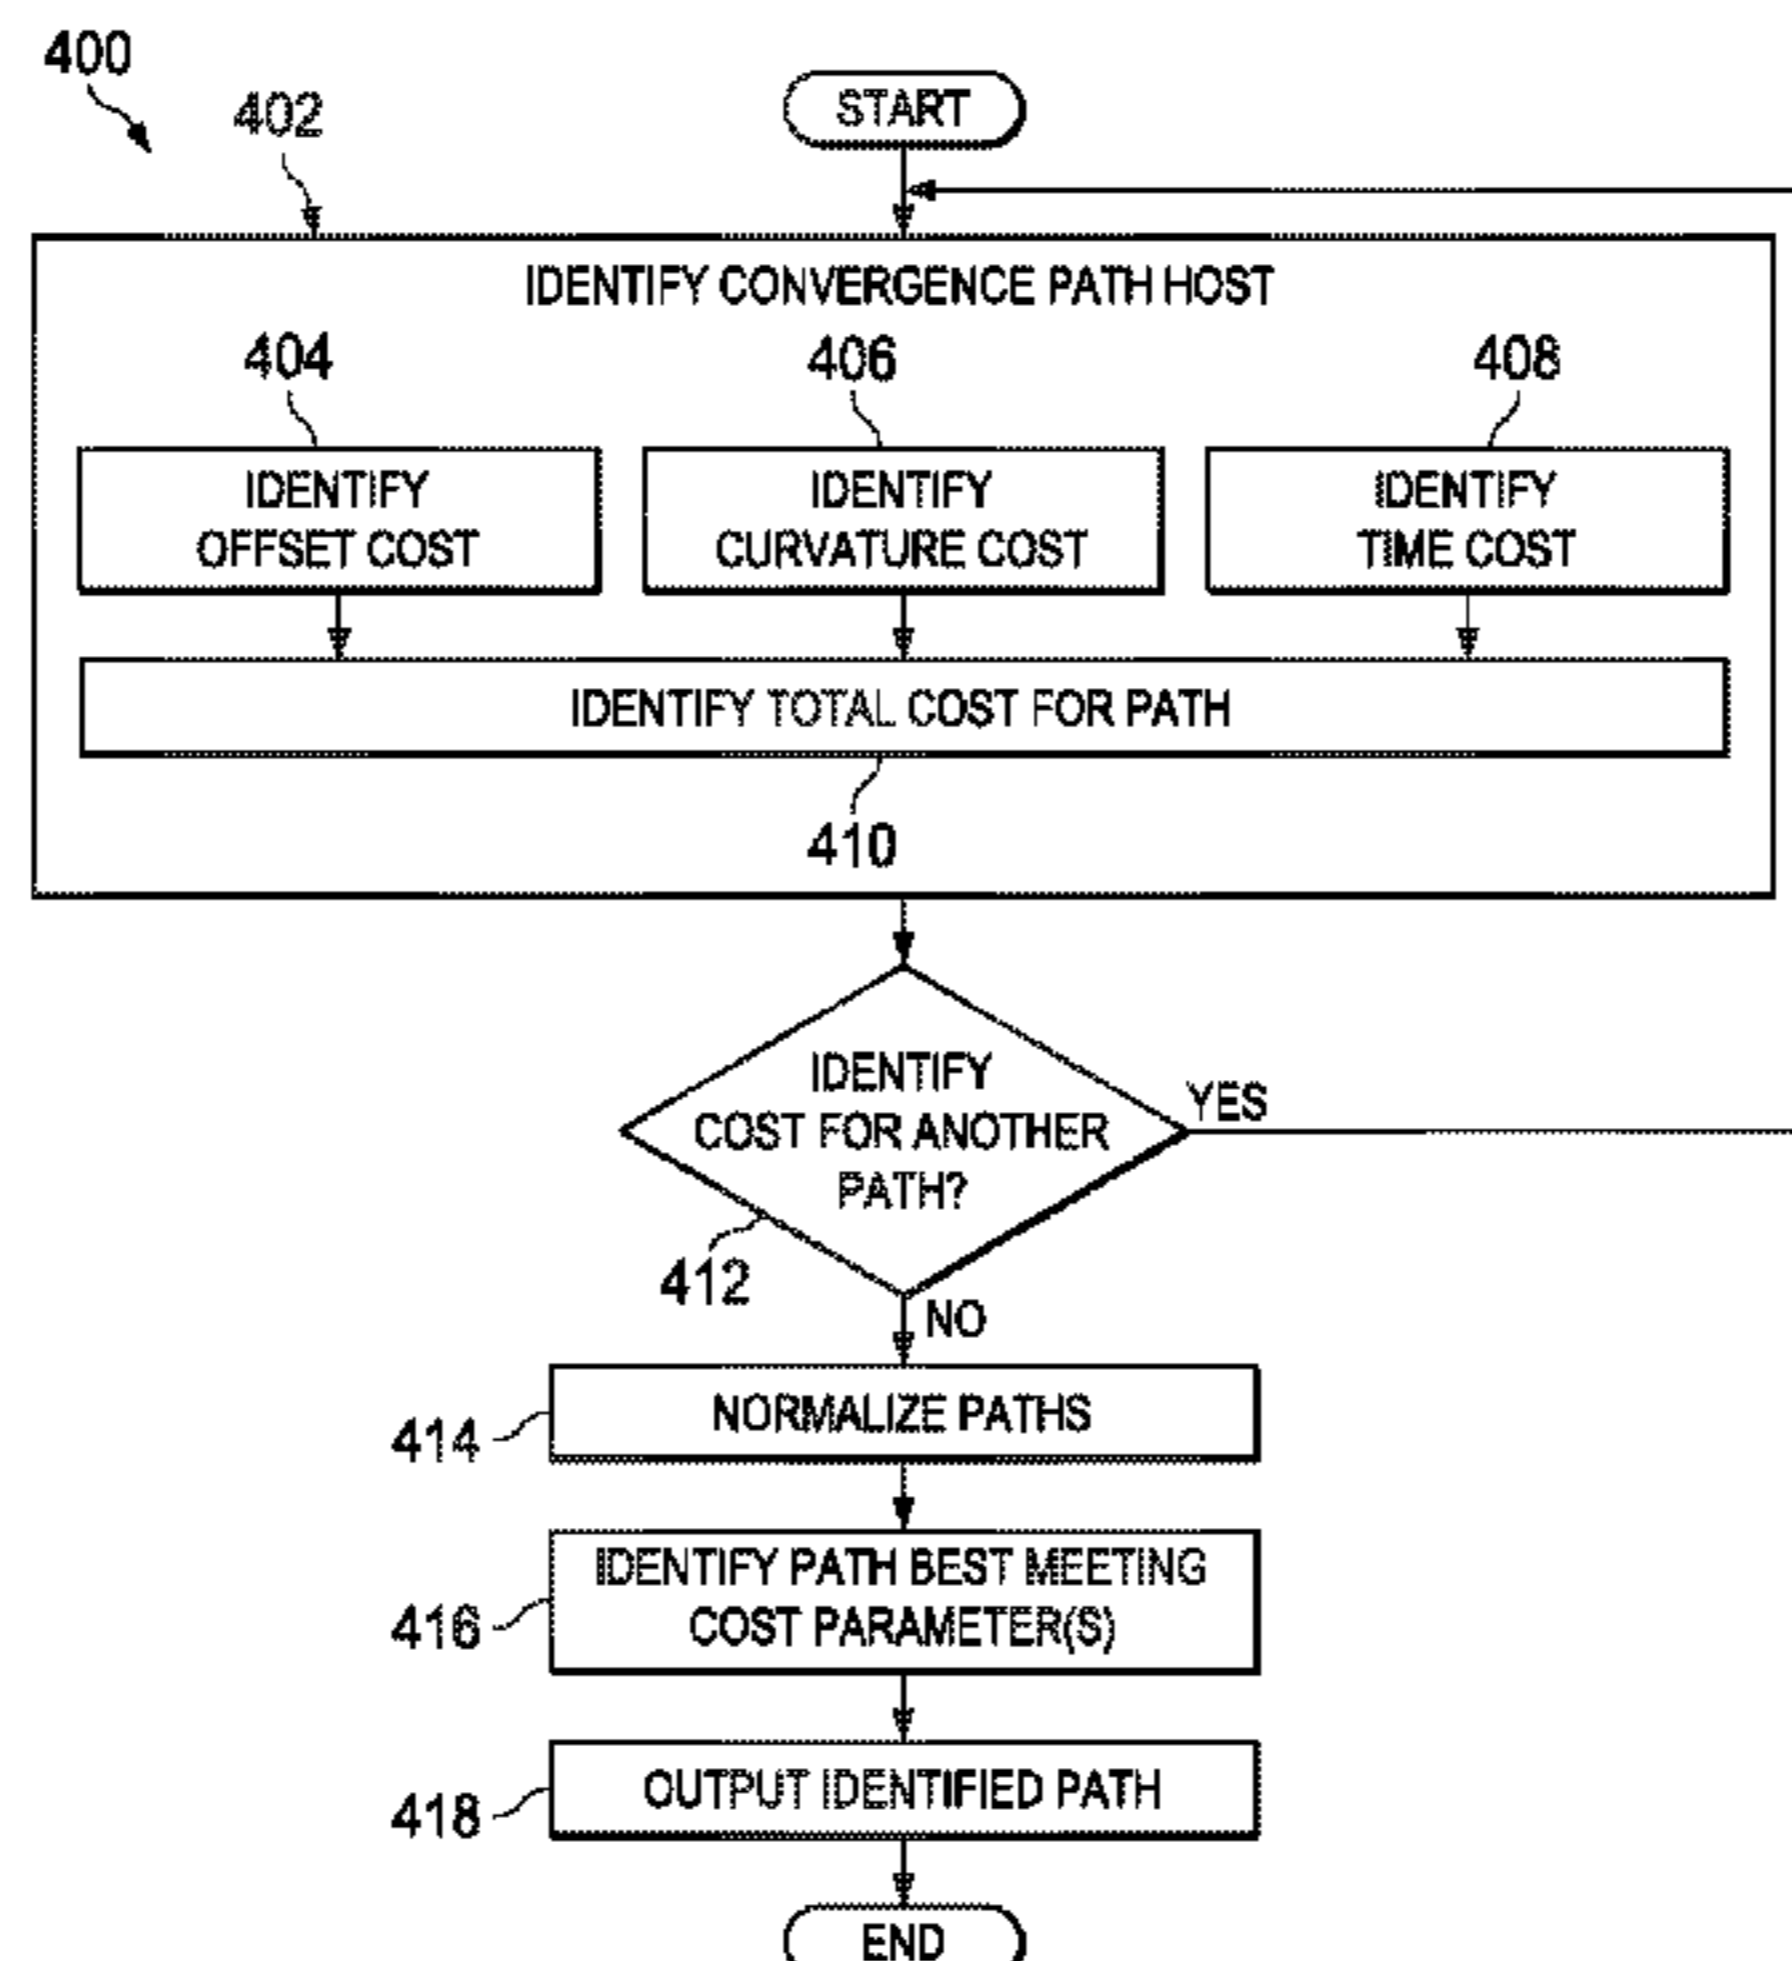 400
402
START
IDENTIFY CONVERGENCE PATH HOST
404
406
408
IDENTIFY
OFFSET COST
IDENTIFY
CURVATURE COST
IDENTIFY
TIME COST
IDENTIFY TOTAL COST FOR PATH
410
IDENTIFY
COST FOR ANOTHER
PATH?
YES
412
NO
NORMALIZE PATHS
414
IDENTIFY PATH BEST MEETING
COST PARAMETER(S)
416
OUTPUT IDENTIFIED PATH
418
END